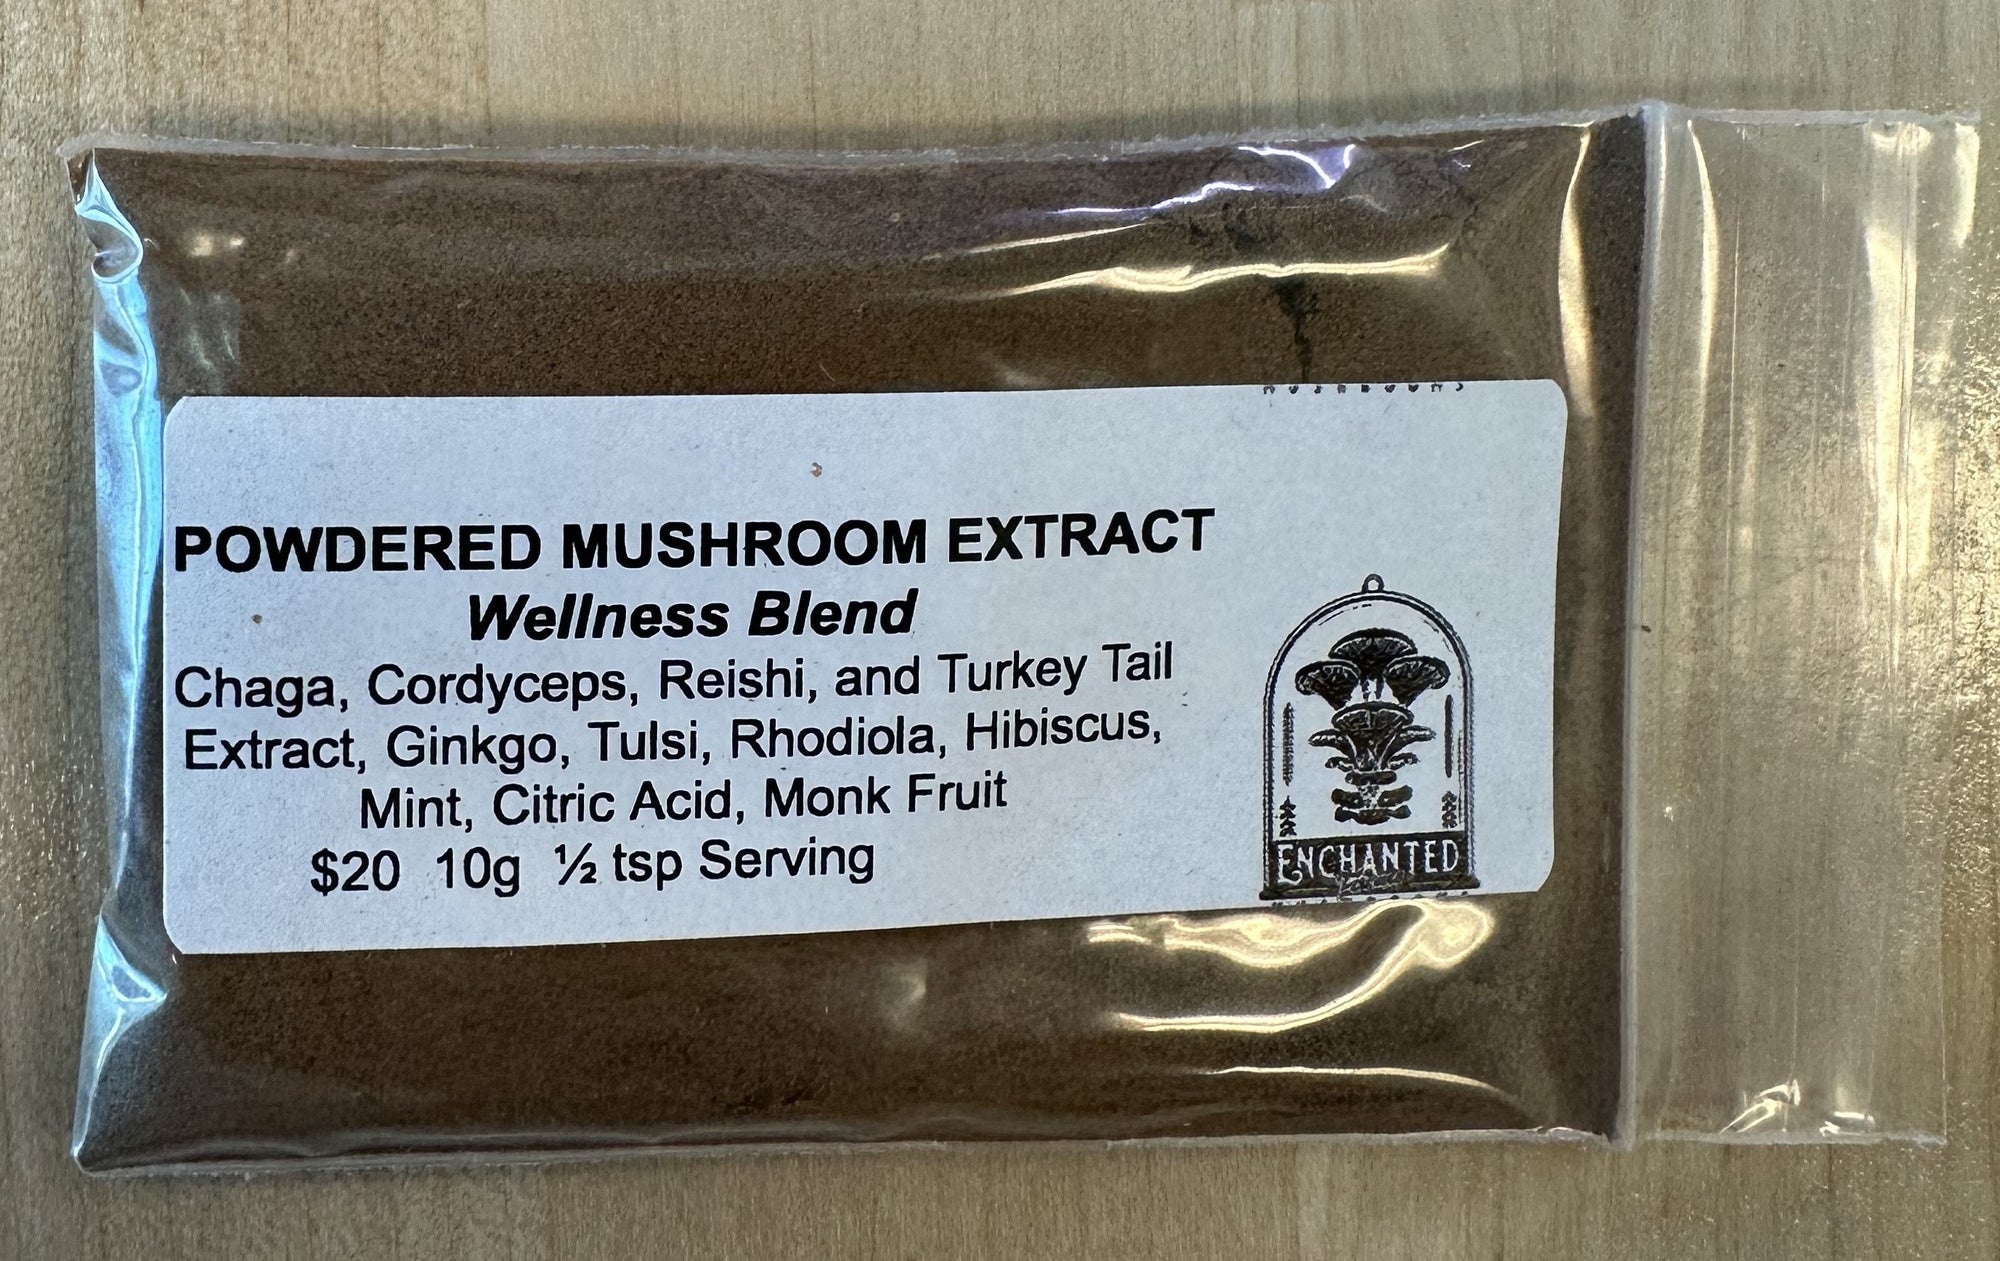 POWDERED MUSHROOM EXTRACT
Wellness Blend
Chaga, Cordyceps, Reishi, and Turkey Tail
Extract, Ginkgo, Tulsi, Rhodiola, Hibiscus,
Mint, Citric Acid, Monk Fruit
$20 10g ½ tsp Serving
ENCHANTED